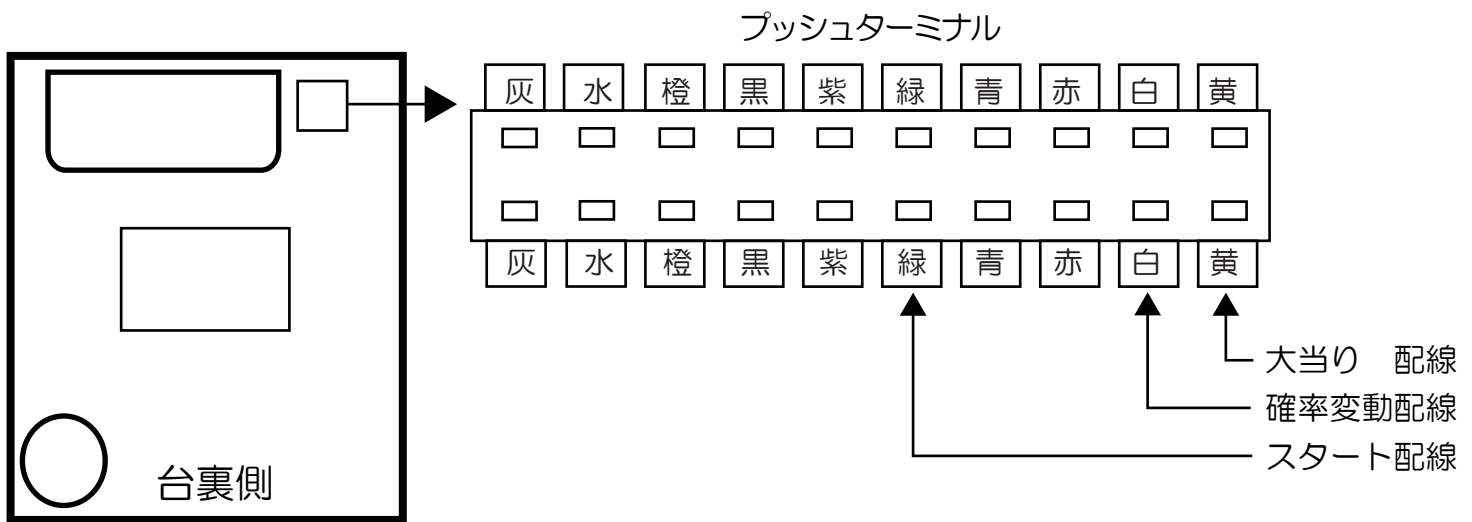 プッシュターミナル
灰 水 橙 黒 紫 緑 青 赤 白 黄
灰 水 橙 黒 紫 緑 青 赤 白 黄
大当り　配線
確率変動配線
スタート配線
台裏側